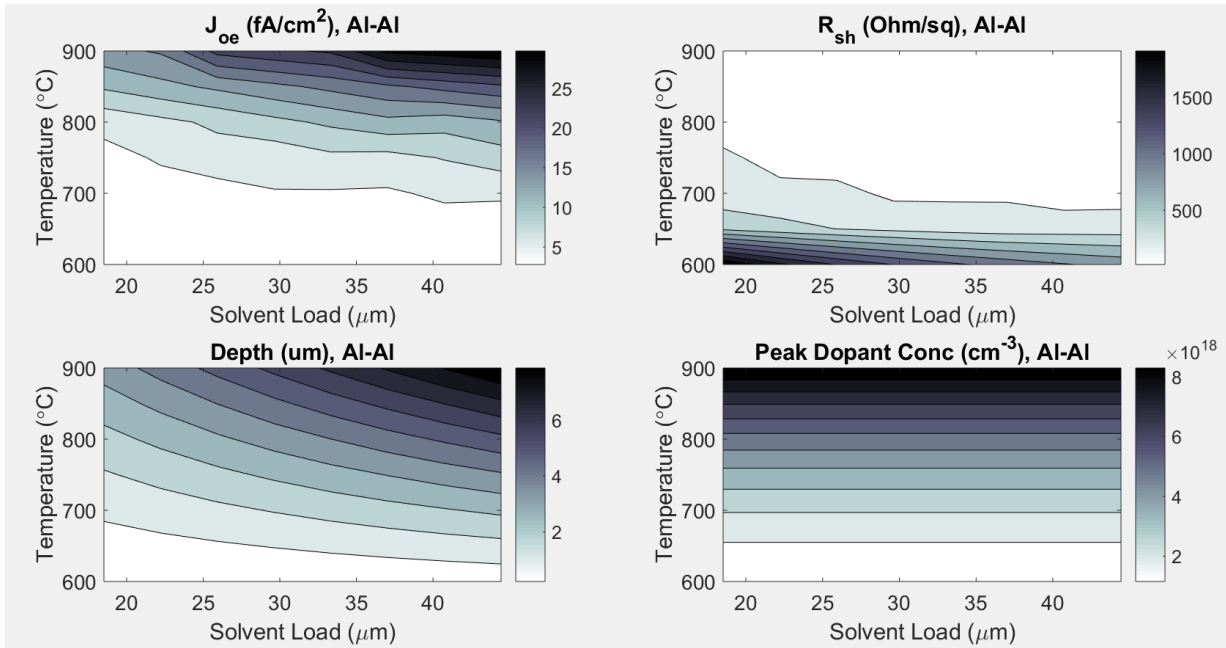 J_oe (fA/cm^2), Al-Al
900
800
700
600
Temperature (°C)
20 25 30 35 40
Solvent Load (μm)
25
20
15
10
5
R_sh (Ohm/sq), Al-Al
900
800
700
600
Temperature (°C)
20 25 30 35 40
Solvent Load (μm)
1500
1000
500
Depth (um), Al-Al
900
800
700
600
Temperature (°C)
20 25 30 35 40
Solvent Load (μm)
6
4
2
Peak Dopant Conc (cm^-3), Al-Al
900
800
700
600
Temperature (°C)
20 25 30 35 40
Solvent Load (μm)
×10^18
8
6
4
2